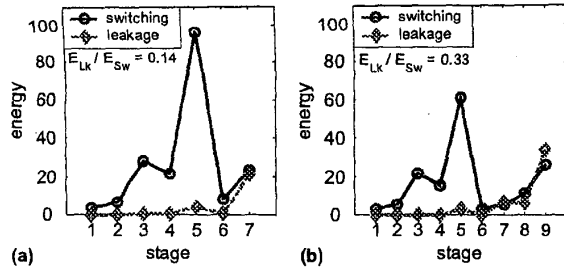 switching
leakage
E_Lk / E_Sw = 0.14
energy
100
80
60
40
20
0
1 2 3 4 5 6 7
stage
(a)
switching
leakage
E_Lk / E_Sw = 0.33
energy
100
80
60
40
20
0
1 2 3 4 5 6 7 8 9
stage
(b)